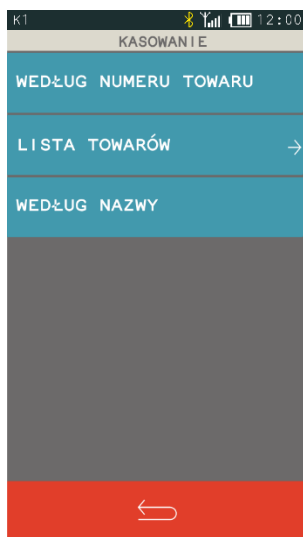 K1 12:00
KASOWANIE
WEDŁUG NUMERU TOWARU
LISTA TOWARÓW
WEDŁUG NAZWY